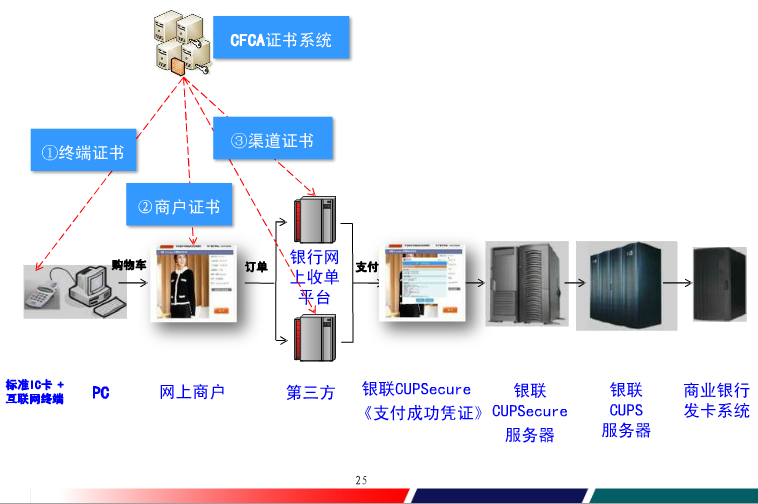 CFCA证书系统
①终端证书
③渠道证书
②商户证书
购物车
订单
银行网
上收单
平台
支付
标准IC卡 +
互联网终端
PC
网上商户
第三方
银联CUPSecure
《支付成功凭证》
银联
CUPSecure
服务器
银联
CUPS
服务器
商业银行
发卡系统
25